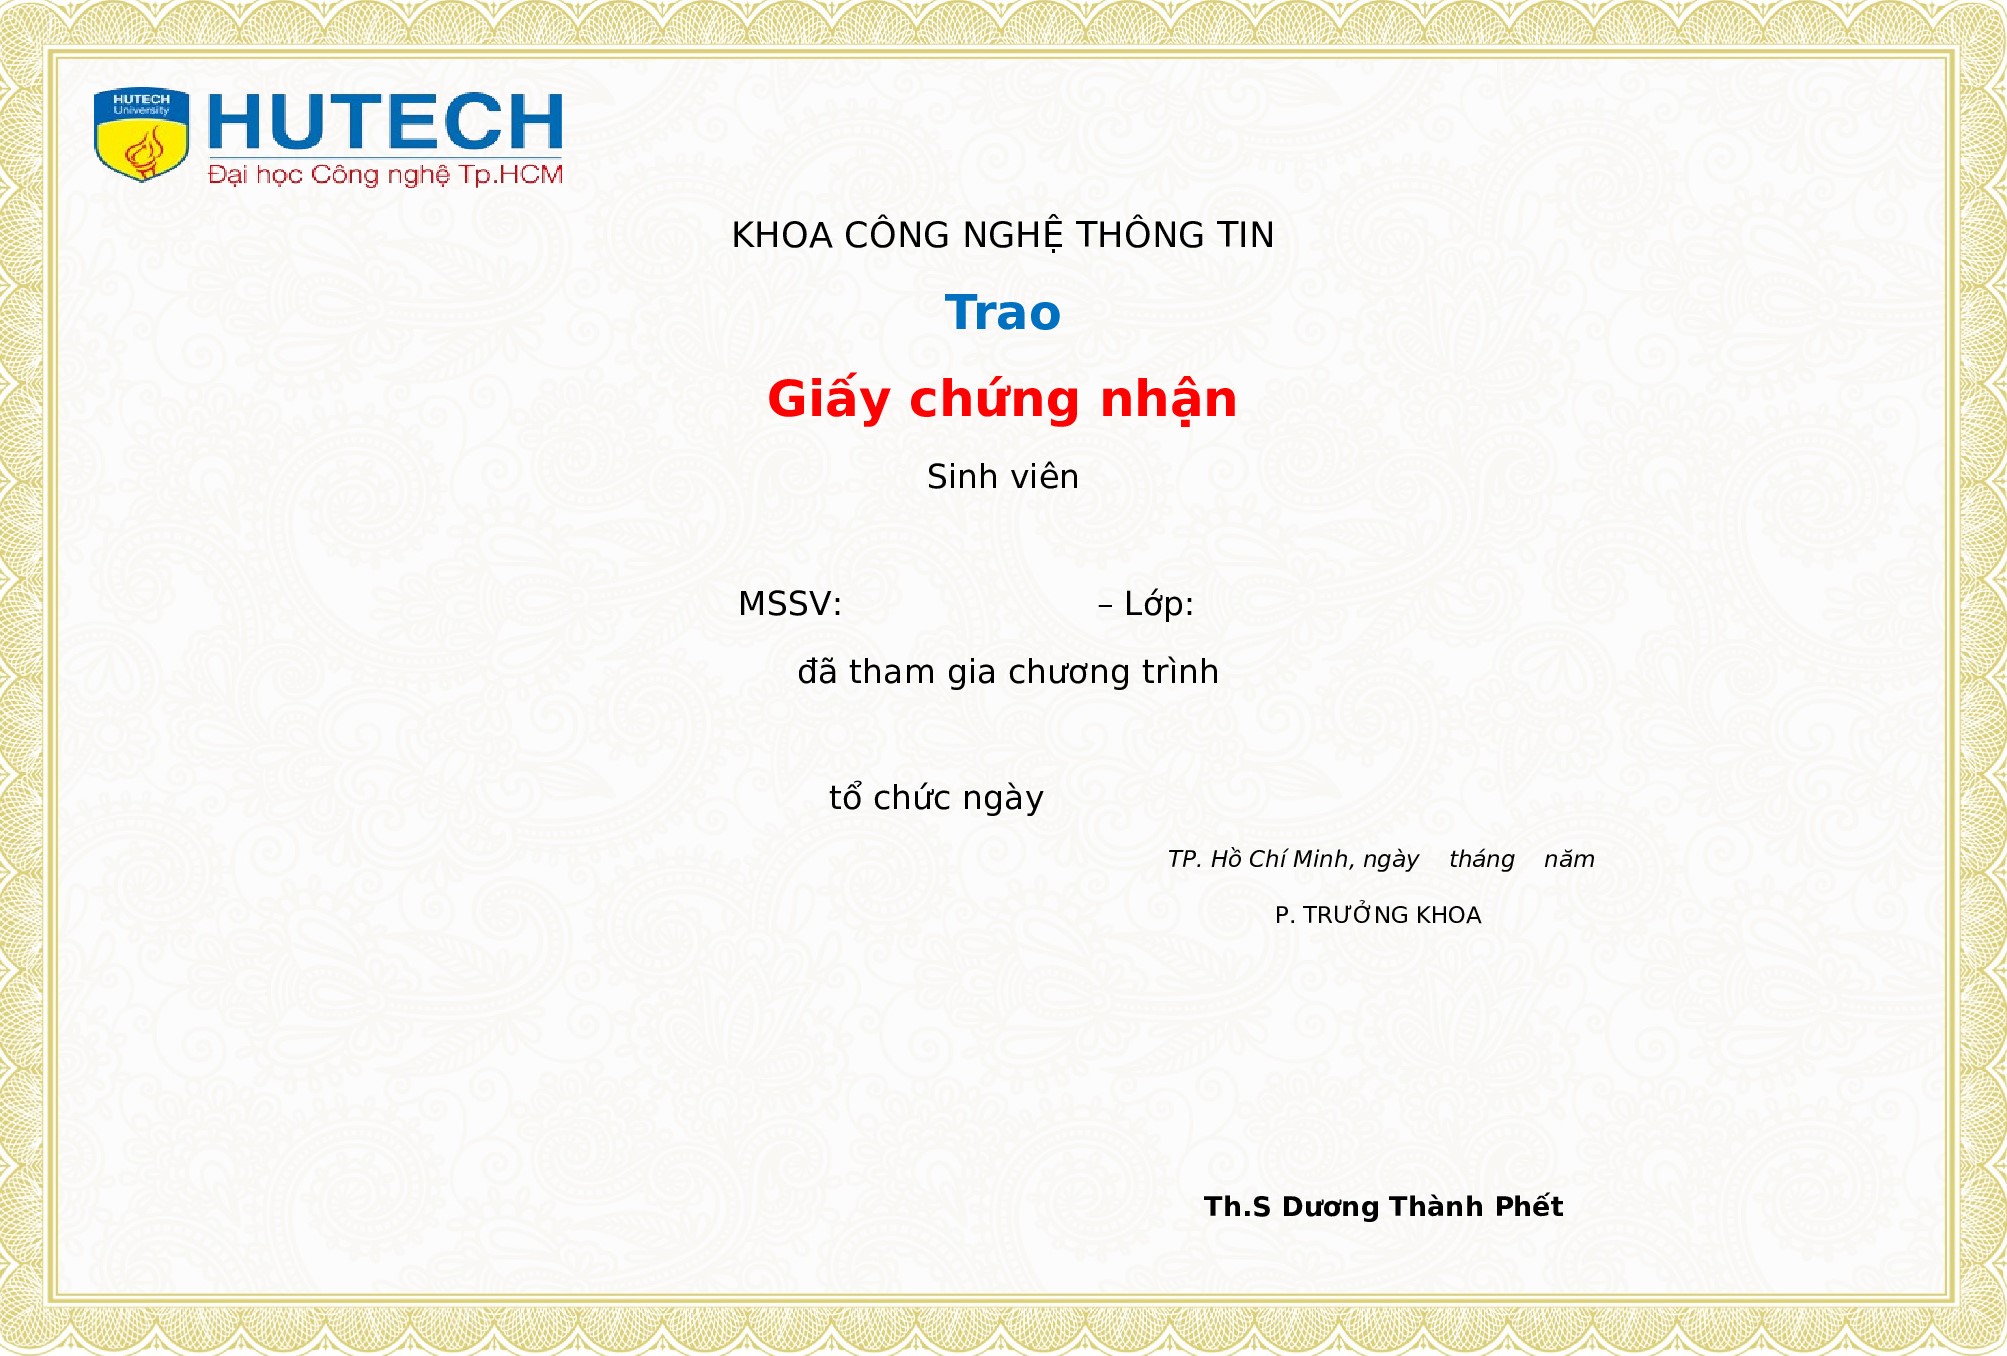 HUTECH
University
HUTECH
Đại học Công nghệ Tp.HCM
KHOA CÔNG NGHỆ THÔNG TIN
Trao
Giấy chứng nhận
Sinh viên
MSSV: – Lớp:
đã tham gia chương trình
tổ chức ngày
TP. Hồ Chí Minh, ngày tháng năm
P. TRƯỞNG KHOA
Th.S Dương Thành Phết